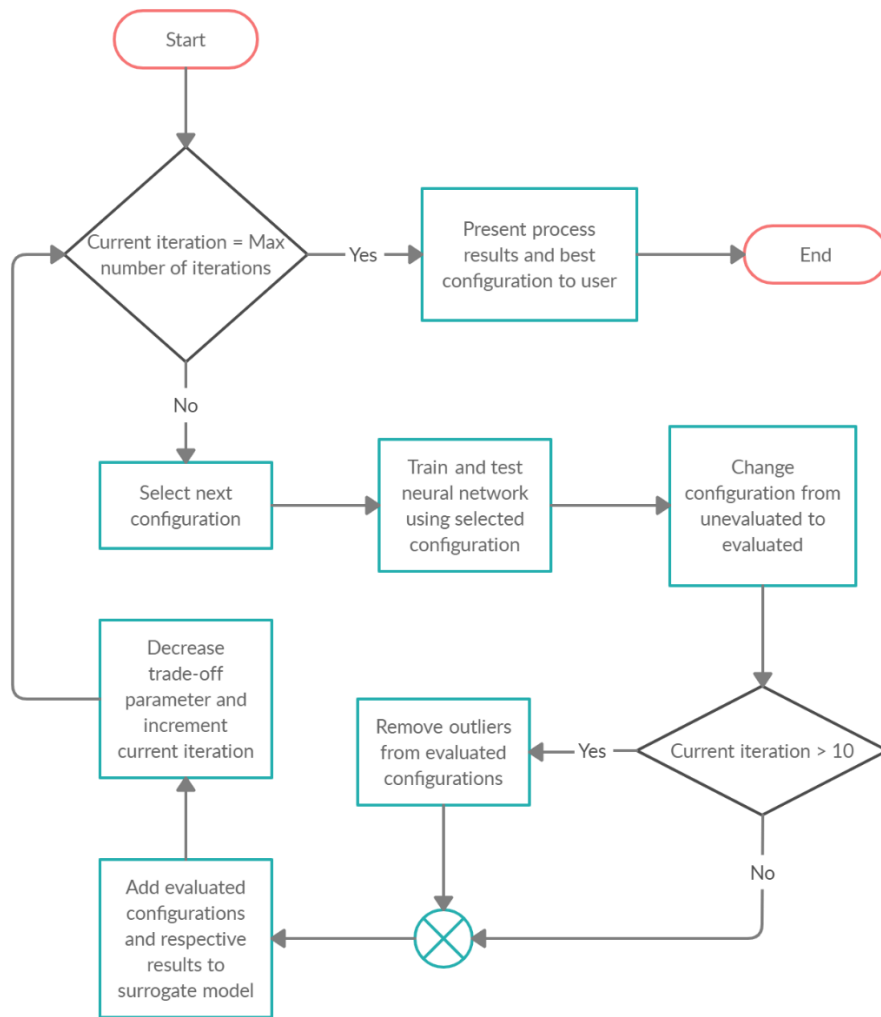 Start
Current iteration = Max
number of iterations
Yes
Present process
results and best
configuration to user
End
No
Select next
configuration
Train and test
neural network
using selected
configuration
Change
configuration from
unevaluated to
evaluated
Decrease
trade-off
parameter and
increment
current iteration
Remove outliers
from evaluated
configurations
Yes
Current iteration > 10
No
Add evaluated
configurations
and respective
results to
surrogate model